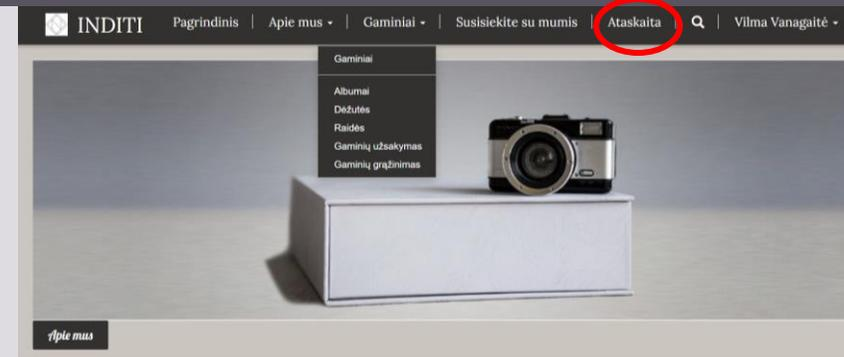 INDITI Pagrindinis Apie mus Gaminiai Susisiekite su mumis Ataskaita Vilma Vanagaitė
Gaminiai
Albumai
Dėžutės
Raidės
Gaminių užsakymas
Gaminių grąžinimas
Apie mus